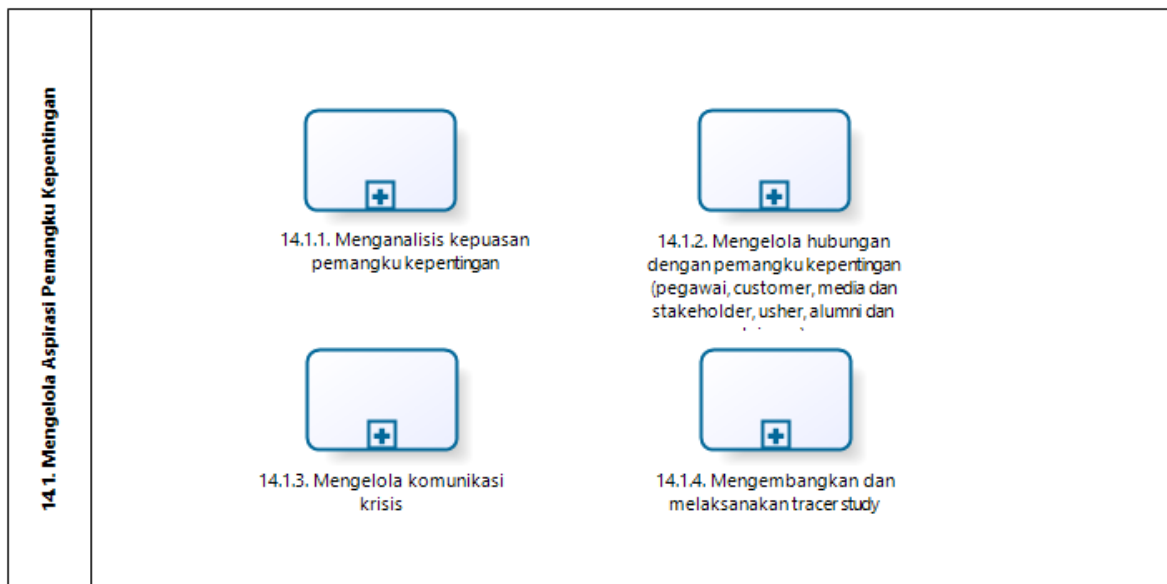 14.1. Mengelola Aspirasi Pemangku Kepentingan
14.1.1. Menganalisis kepuasan
pemangku kepentingan
14.1.2. Mengelola hubungan
dengan pemangku kepentingan
(pegawai, customer, media dan
stakeholder, usher, alumni dan
14.1.3. Mengelola komunikasi
krisis
14.1.4. Mengembangkan dan
melaksanakan tracer study